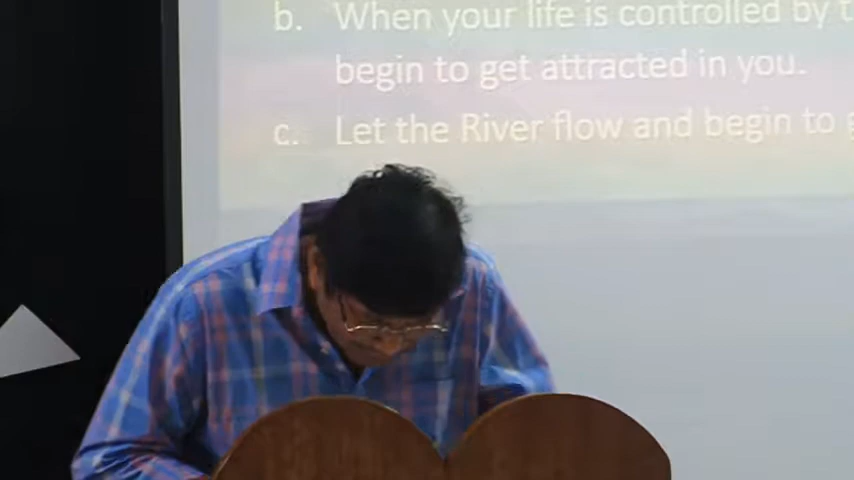 b. When your life is controlled by
begin to get attracted in you.
c. Let the River flow and begin to